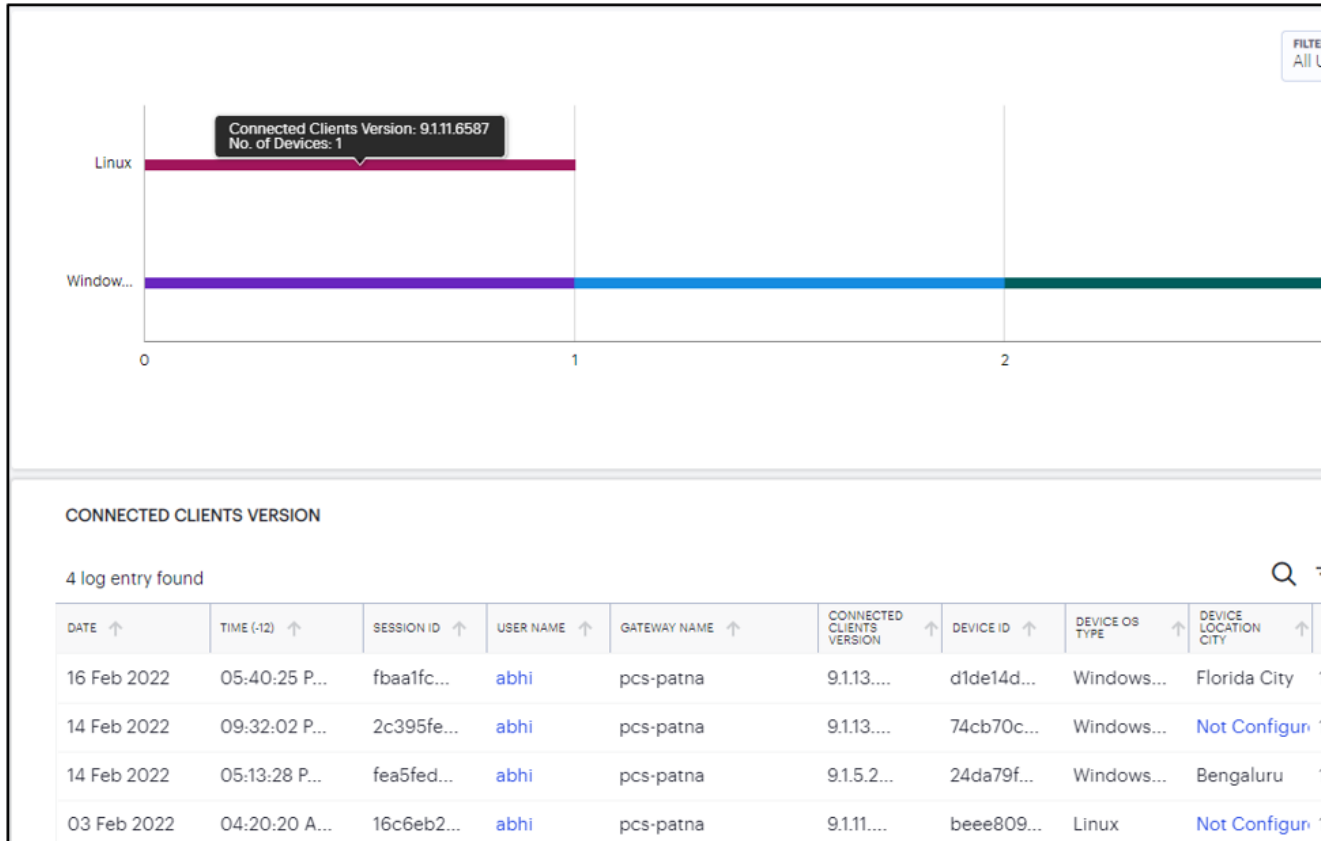 FILTE
All U
Connected Clients Version: 9.1.11.6587
No. of Devices: 1
Linux
Window...
0 1 2
CONNECTED CLIENTS VERSION
4 log entry found
DATE TIME (-12) SESSION ID USER NAME GATEWAY NAME CONNECTED CLIENTS VERSION DEVICE ID DEVICE OS TYPE DEVICE LOCATION CITY
16 Feb 2022 05:40:25 P... fbaa1fc... abhi pcs-patna 9.1.13.... d1de14d... Windows... Florida City
14 Feb 2022 09:32:02 P... 2c395fe... abhi pcs-patna 9.1.13.... 74cb70c... Windows... Not Configur
14 Feb 2022 05:13:28 P... fea5fed... abhi pcs-patna 9.1.5.2... 24da79f... Windows... Bengaluru
03 Feb 2022 04:20:20 A... 16c6eb2... abhi pcs-patna 9.1.11.... beee809... Linux Not Configur